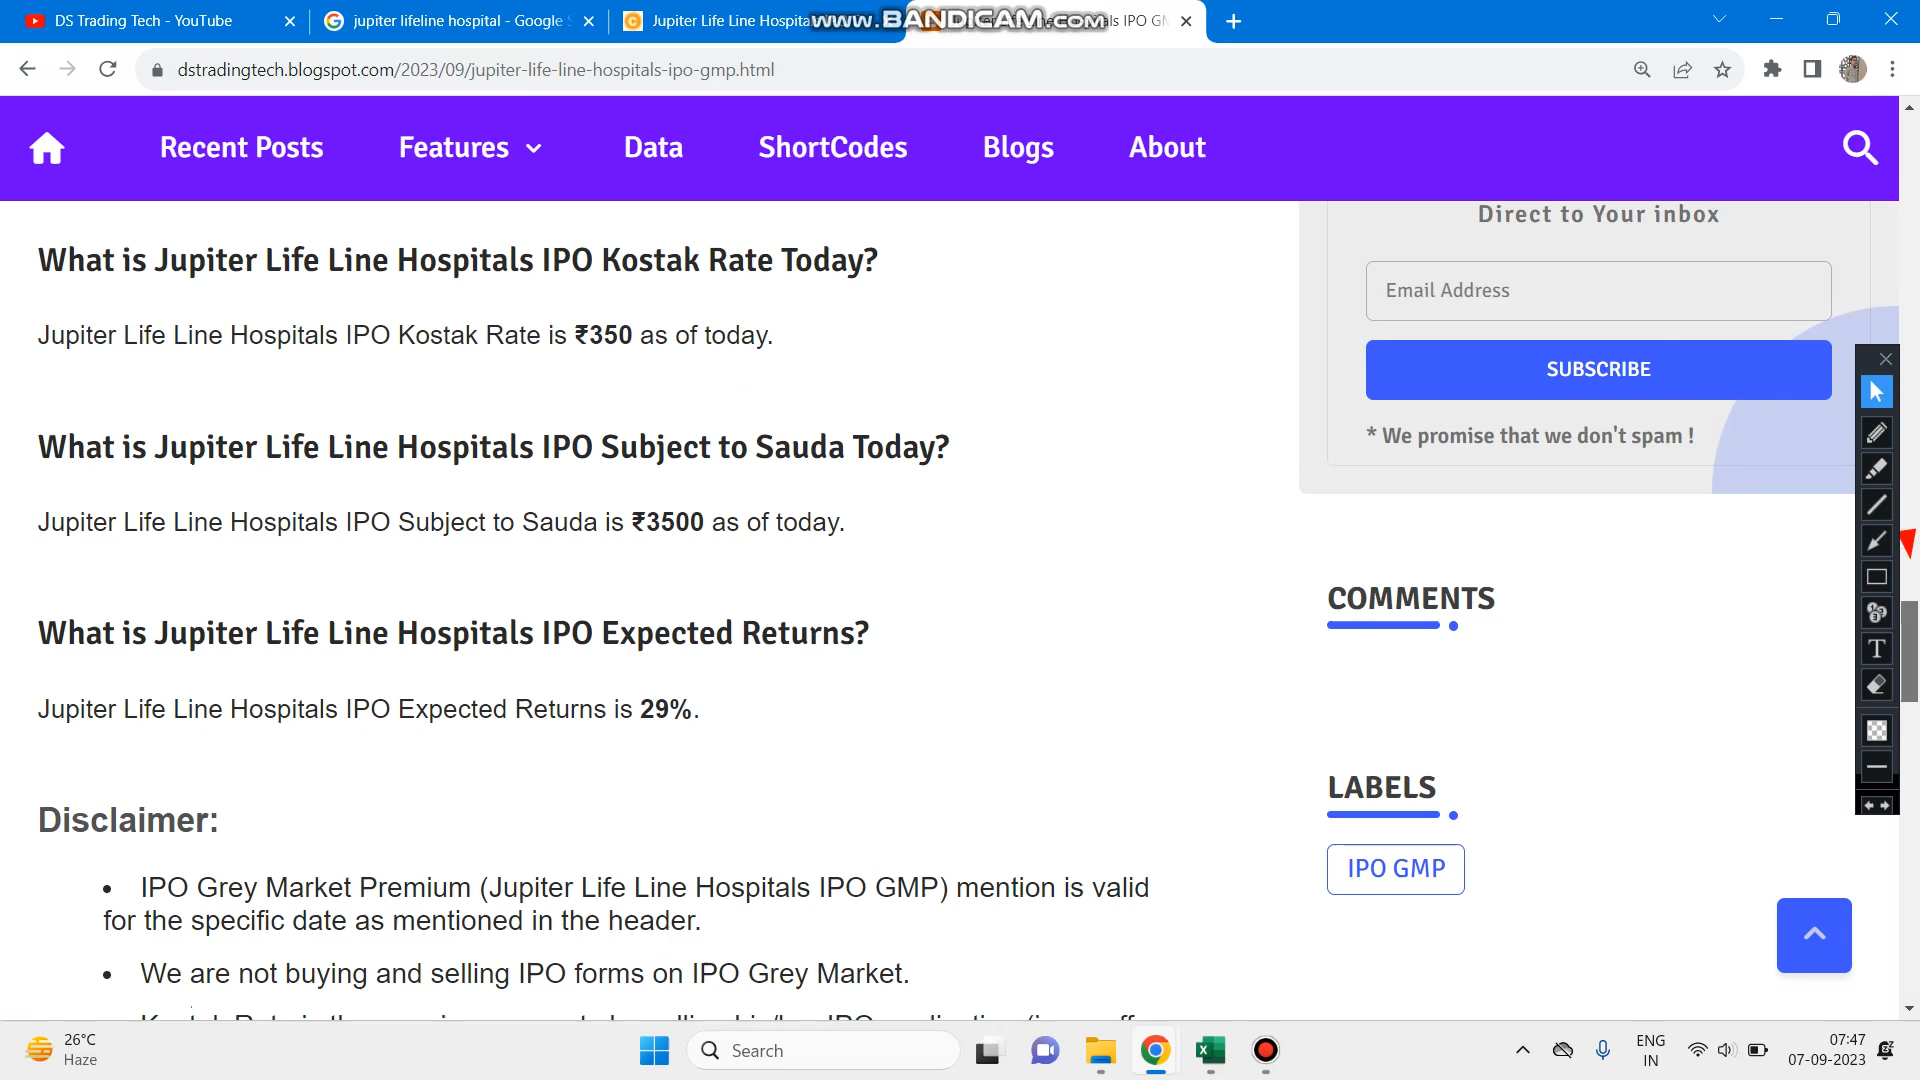 DS Trading Tech - YouTube
jupiter lifeline hospital - Google
Jupiter Life Line Hospita
www.BANDICAM.com
als IPO GM
dstradingtech.blogspot.com/2023/09/jupiter-life-line-hospitals-ipo-gmp.html
Recent Posts
Features
Data
ShortCodes
Blogs
About
What is Jupiter Life Line Hospitals IPO Kostak Rate Today?
Jupiter Life Line Hospitals IPO Kostak Rate is ₹350 as of today.
What is Jupiter Life Line Hospitals IPO Subject to Sauda Today?
Jupiter Life Line Hospitals IPO Subject to Sauda is ₹3500 as of today.
What is Jupiter Life Line Hospitals IPO Expected Returns?
Jupiter Life Line Hospitals IPO Expected Returns is 29%.
Disclaimer:
• IPO Grey Market Premium (Jupiter Life Line Hospitals IPO GMP) mention is valid
for the specific date as mentioned in the header.
• We are not buying and selling IPO forms on IPO Grey Market.
Direct to Your inbox
Email Address
SUBSCRIBE
* We promise that we don't spam !
COMMENTS
LABELS
IPO GMP
26°C
Haze
Search
ENG
IN
07:47
07-09-2023